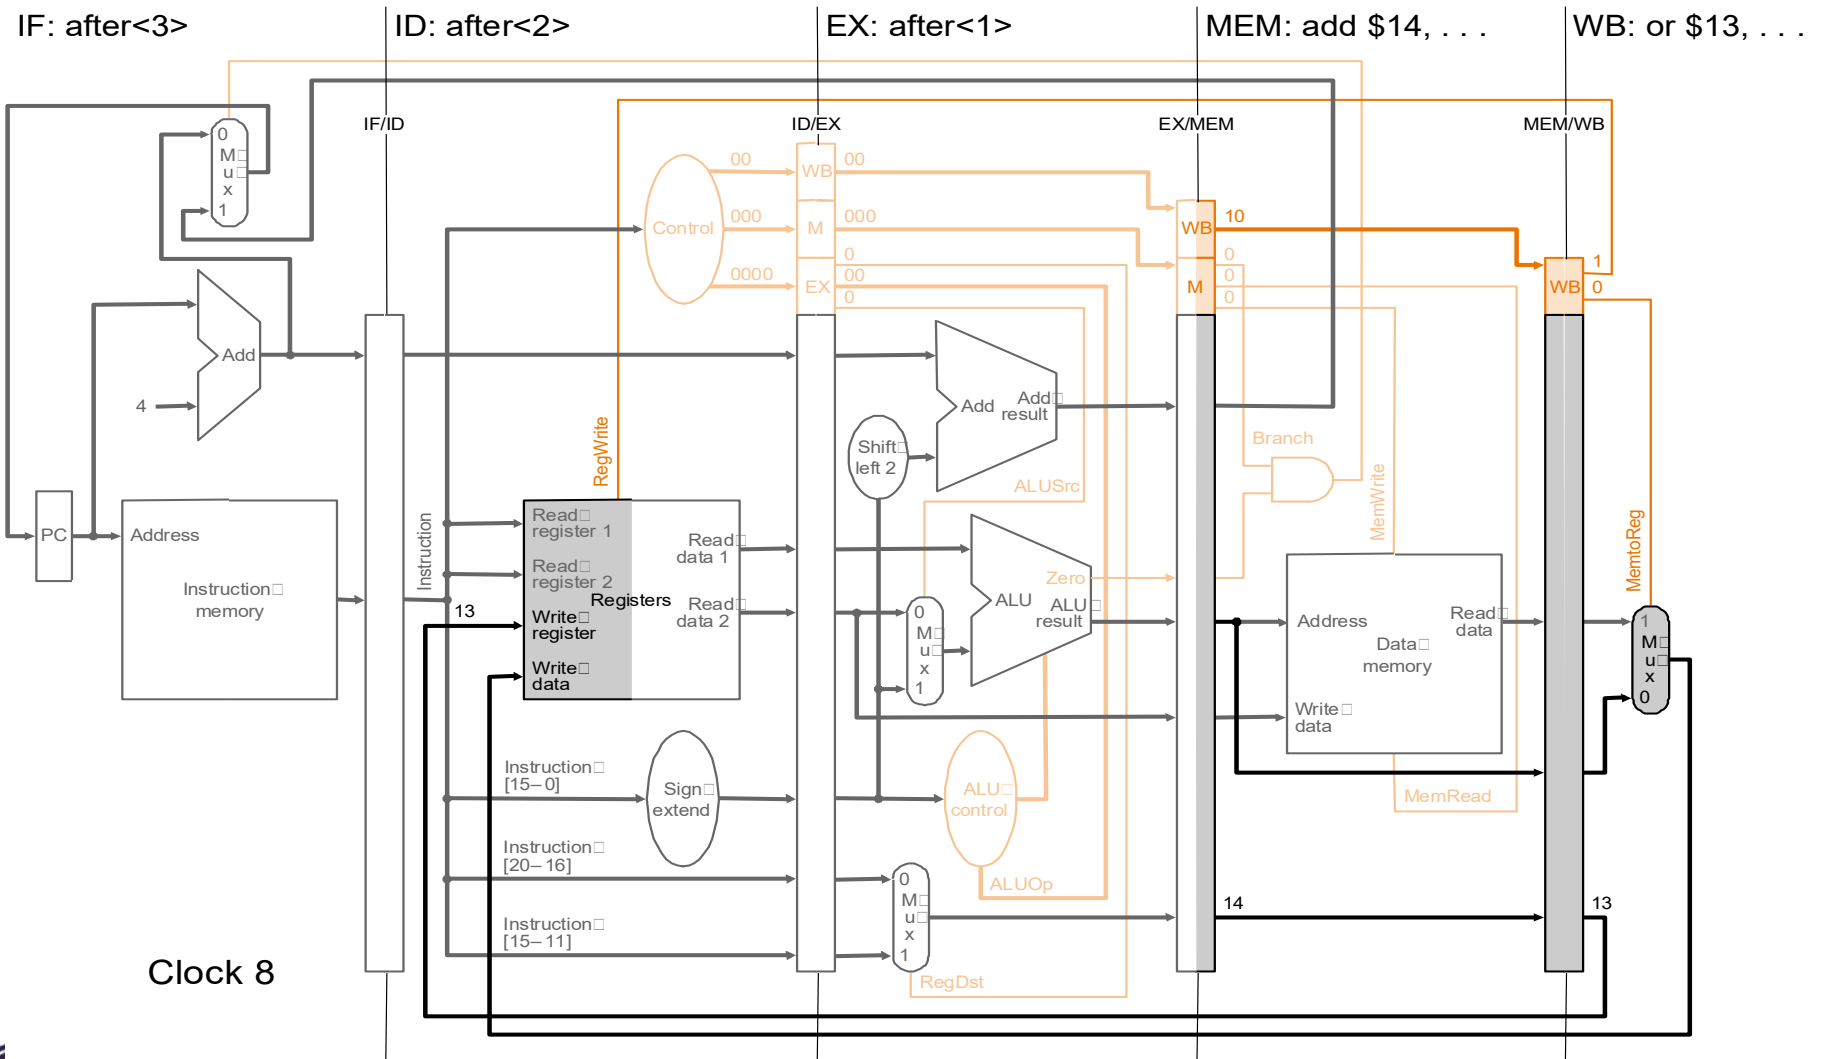 IF: after<3>
ID: after<2>
EX: after<1>
MEM: add $14, . . .
WB: or $13, . . .
IF/ID
ID/EX
EX/MEM
MEM/WB
0
M
u
x
1
Control
00
000
0000
WB
M
EX
00
000
0
00
0
WB
M
10
0
0
0
WB
1
0
Add
4
Add
Add
result
Shift
left 2
Branch
ALUSrc
RegWrite
MemWrite
MemtoReg
PC
Address
Instruction
memory
Instruction
Read
register 1
Read
register 2
Registers
13
Write
register
Write
data
Read
data 1
Read
data 2
0
M
u
x
1
Zero
ALU
ALU
result
Address
Data
memory
Read
data
Write
data
1
M
u
x
0
Instruction
[15–0]
Sign
extend
ALU
control
MemRead
Instruction
[20–16]
Instruction
[15–11]
0
M
u
x
1
ALUOp
RegDst
14
13
Clock 8